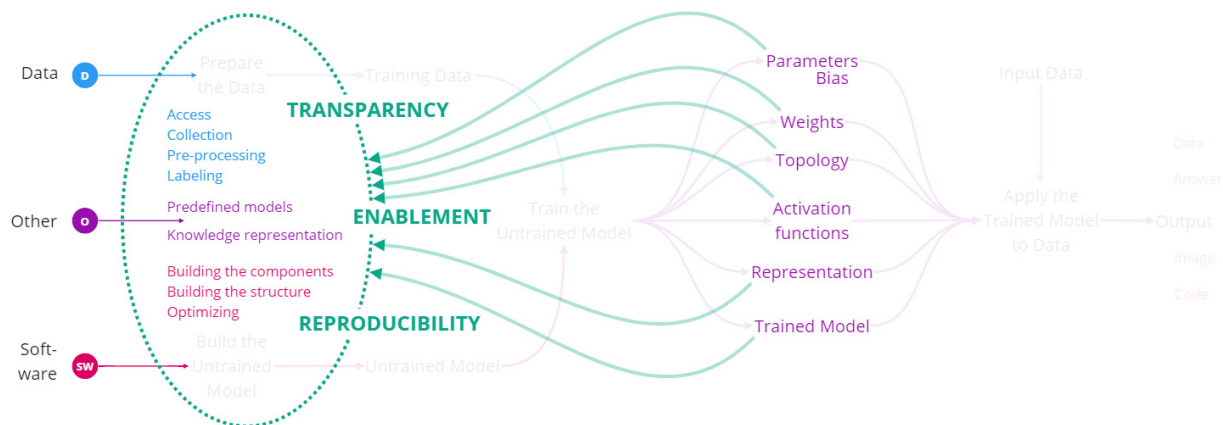 Data
D
Prepare
the Data
Training Data
Access
Collection
Pre-processing
Labeling
TRANSPARENCY
Other
O
Predefined models
Knowledge representation
ENABLEMENT
Building the components
Building the structure
Optimizing
REPRODUCIBILITY
Soft-
ware
SW
Build the
Untrained
Model
Untrained Model
Train the
Untrained Model
Parameters
Bias
Weights
Topology
Activation
functions
Representation
Trained Model
Input Data
Apply the
Trained Model
to Data
Output
Data
Answer
Image
Code